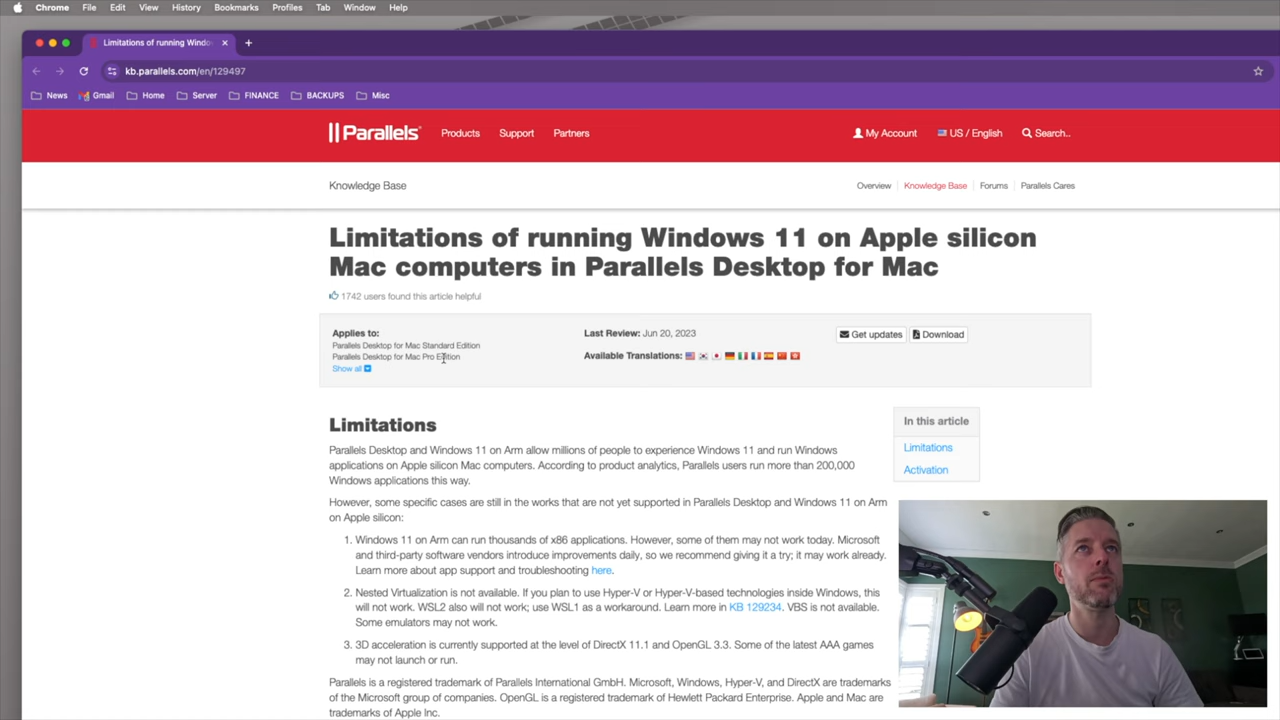 Chrome File Edit View History Bookmarks Profiles Tab Window Help
Limitations of running Windo
kb.parallels.com/en/129497
News Gmail Home Server FINANCE BACKUPS Misc
Parallels Products Support Partners My Account US / English Search..
Knowledge Base Overview Knowledge Base Forums Parallels Cares
Limitations of running Windows 11 on Apple silicon
Mac computers in Parallels Desktop for Mac
1742 users found this article helpful
Applies to:
Parallels Desktop for Mac Standard Edition
Parallels Desktop for Mac Pro Edition
Show all
Last Review: Jun 20, 2023
Available Translations:
Get updates Download
Limitations
Parallels Desktop and Windows 11 on Arm allow millions of people to experience Windows 11 and run Windows
applications on Apple silicon Mac computers. According to product analytics, Parallels users run more than 200,000
Windows applications this way.
However, some specific cases are still in the works that are not yet supported in Parallels Desktop and Windows 11 on Arm
on Apple silicon:
1. Windows 11 on Arm can run thousands of x86 applications. However, some of them may not work today. Microsoft
and third-party software vendors introduce improvements daily, so we recommend giving it a try; it may work already.
Learn more about app support and troubleshooting here.
2. Nested Virtualization is not available. If you plan to use Hyper-V or Hyper-V-based technologies inside Windows, this
will not work. WSL2 also will not work; use WSL1 as a workaround. Learn more in KB 129234. VBS is not available.
Some emulators may not work.
3. 3D acceleration is currently supported at the level of DirectX 11.1 and OpenGL 3.3. Some of the latest AAA games
may not launch or run.
Parallels is a registered trademark of Parallels International GmbH. Microsoft, Windows, Hyper-V, and DirectX are trademarks
of the Microsoft group of companies. OpenGL is a registered trademark of Hewlett Packard Enterprise. Apple and Mac are
trademarks of Apple Inc.
In this article
Limitations
Activation